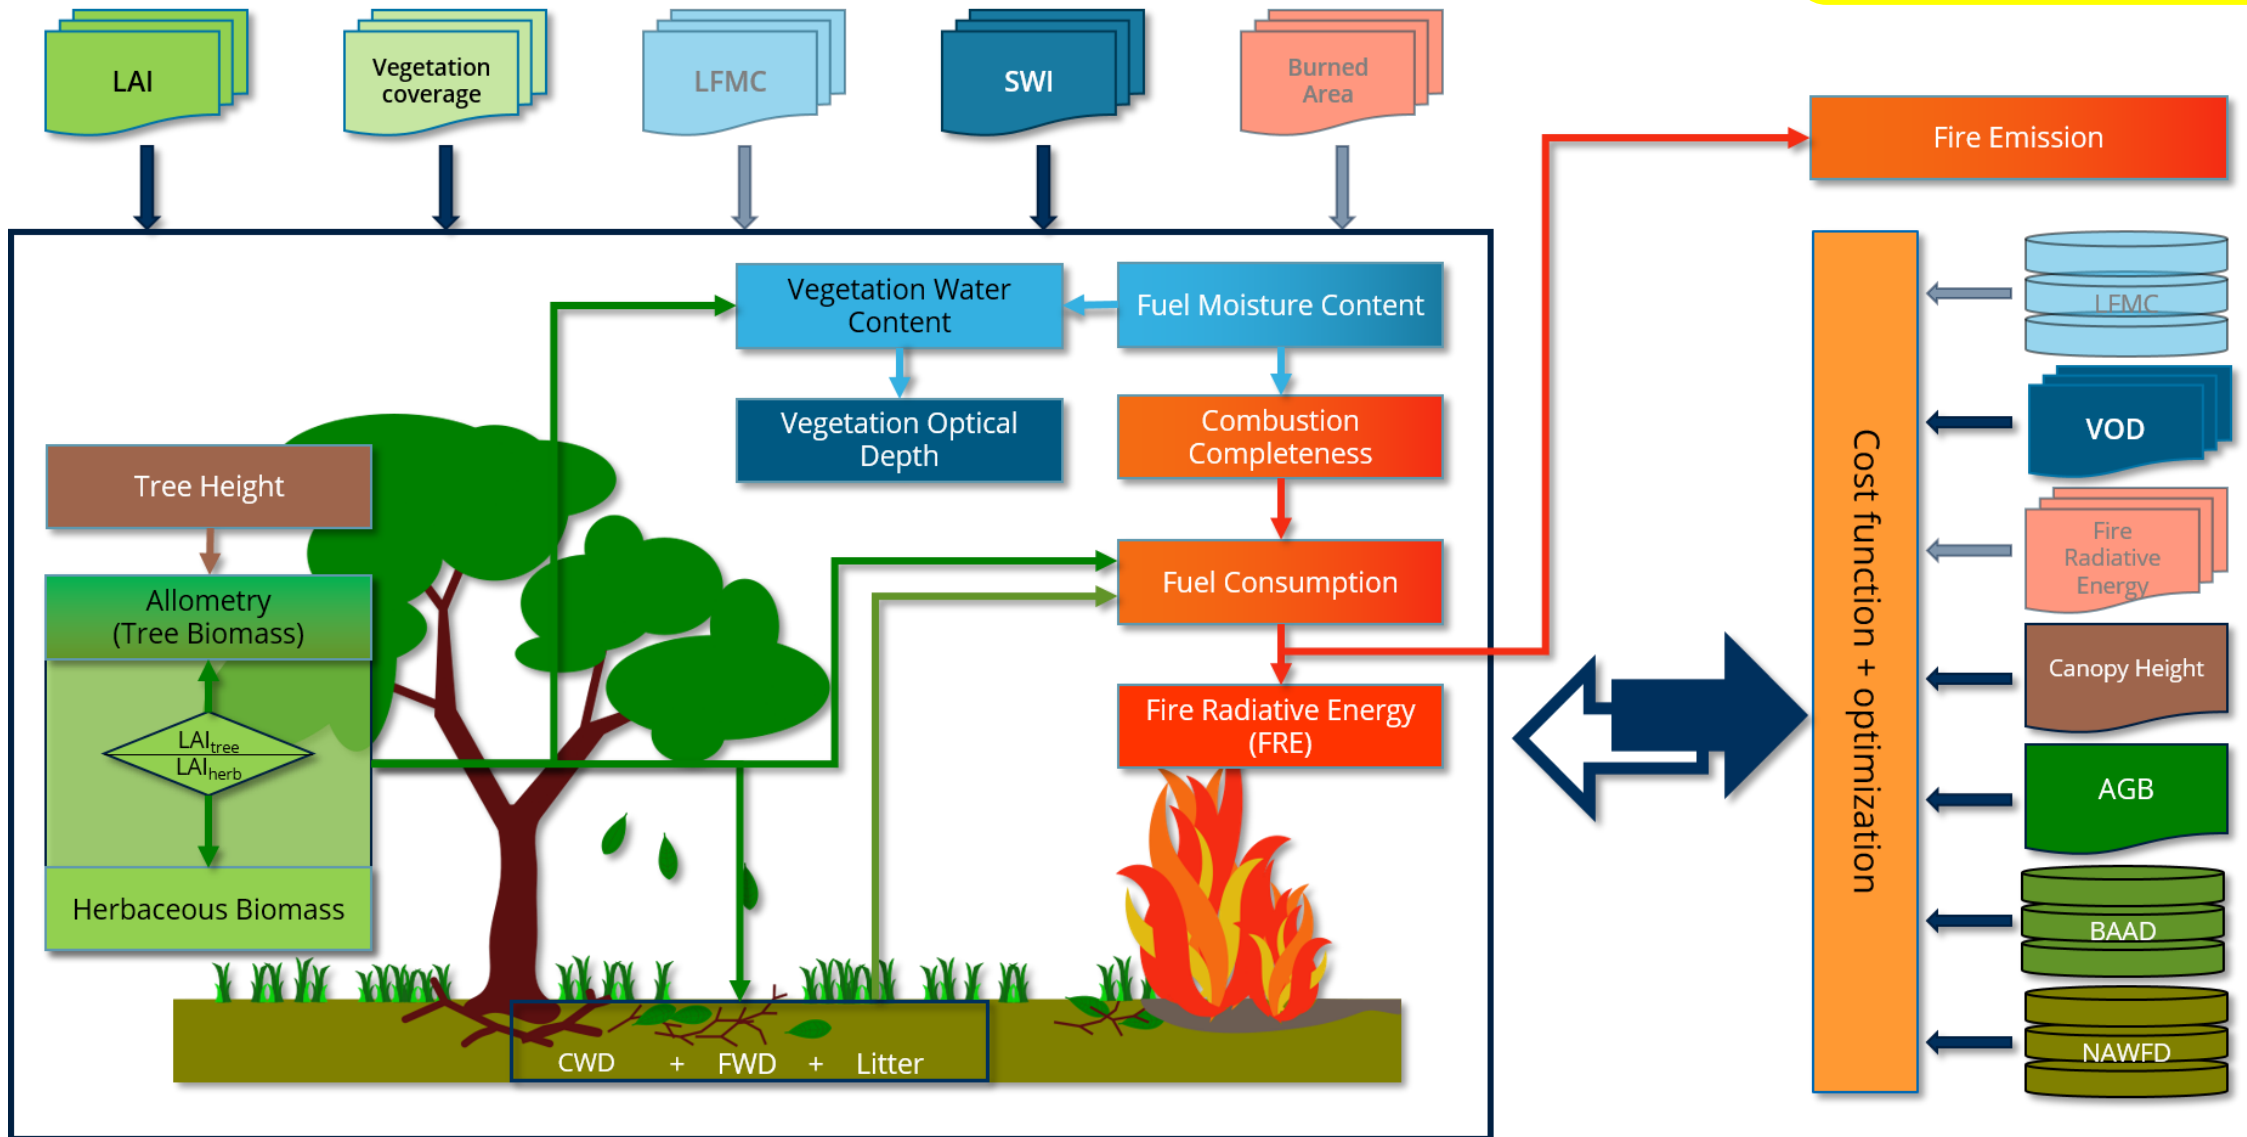 LAI
Vegetation
coverage
LFMC
SWI
Burned
Area
Fire Emission
Vegetation Water
Content
Fuel Moisture Content
Vegetation Optical
Depth
Combustion
Completeness
Tree Height
Allometry
(Tree Biomass)
Fuel Consumption
LAItree
LAIherb
Fire Radiative Energy
(FRE)
Herbaceous Biomass
CWD + FWD + Litter
Cost function + optimization
LFMC
VOD
Fire
Radiative
Energy
Canopy Height
AGB
BAAD
NAWFD